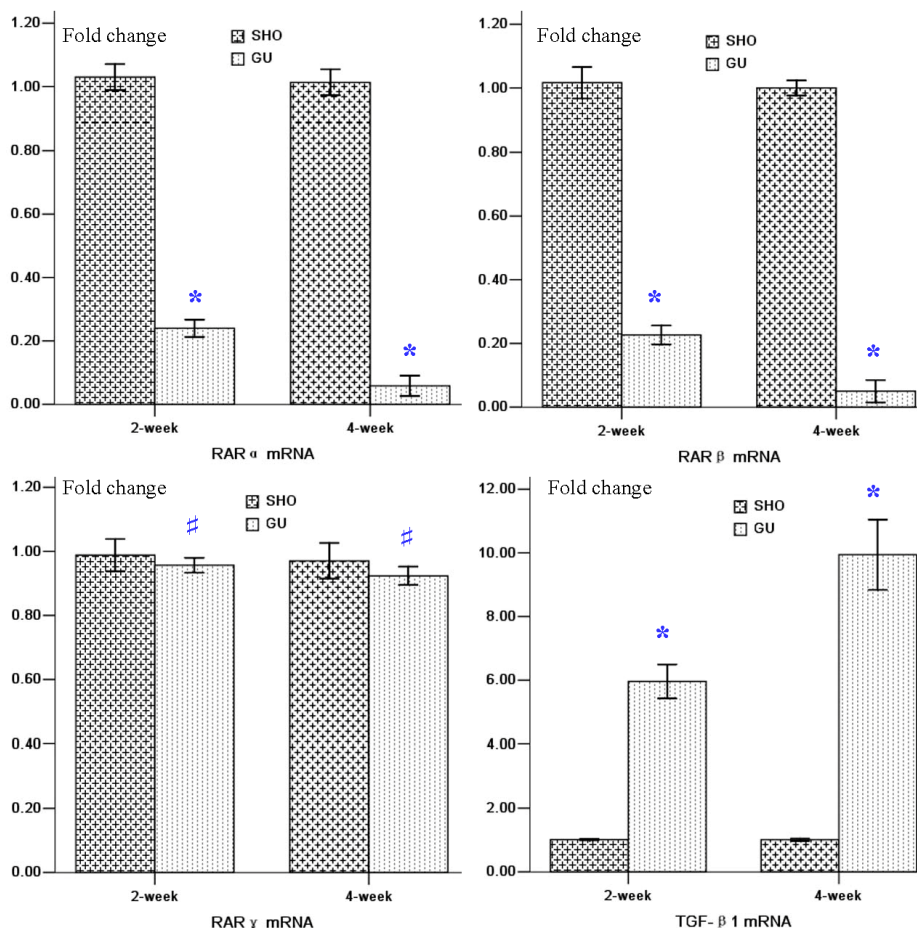 Fold change
SHO
GU
1.20
1.00
0.80
0.60
0.40
0.20
0.00
*
*
2-week
4-week
RAR α mRNA
Fold change
SHO
GU
1.20
1.00
0.80
0.60
0.40
0.20
0.00
*
*
2-week
4-week
RAR β mRNA
Fold change
SHO
GU
1.20
1.00
0.80
0.60
0.40
0.20
0.00
♯
♯
2-week
4-week
RAR γ mRNA
Fold change
SHO
GU
12.00
10.00
8.00
6.00
4.00
2.00
0.00
*
*
2-week
4-week
TGF- β 1 mRNA